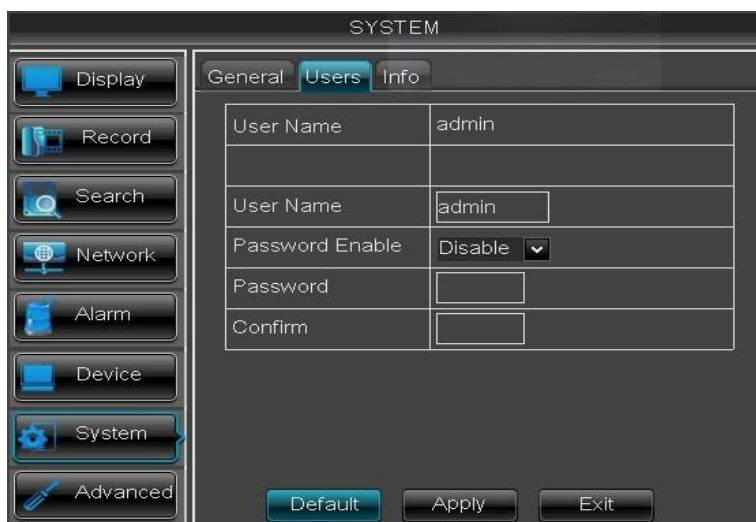 SYSTEM
Display
Record
Search
Network
Alarm
Device
System
Advanced
General Users Info
User Name admin
User Name admin
Password Enable Disable
Password
Confirm
Default Apply Exit